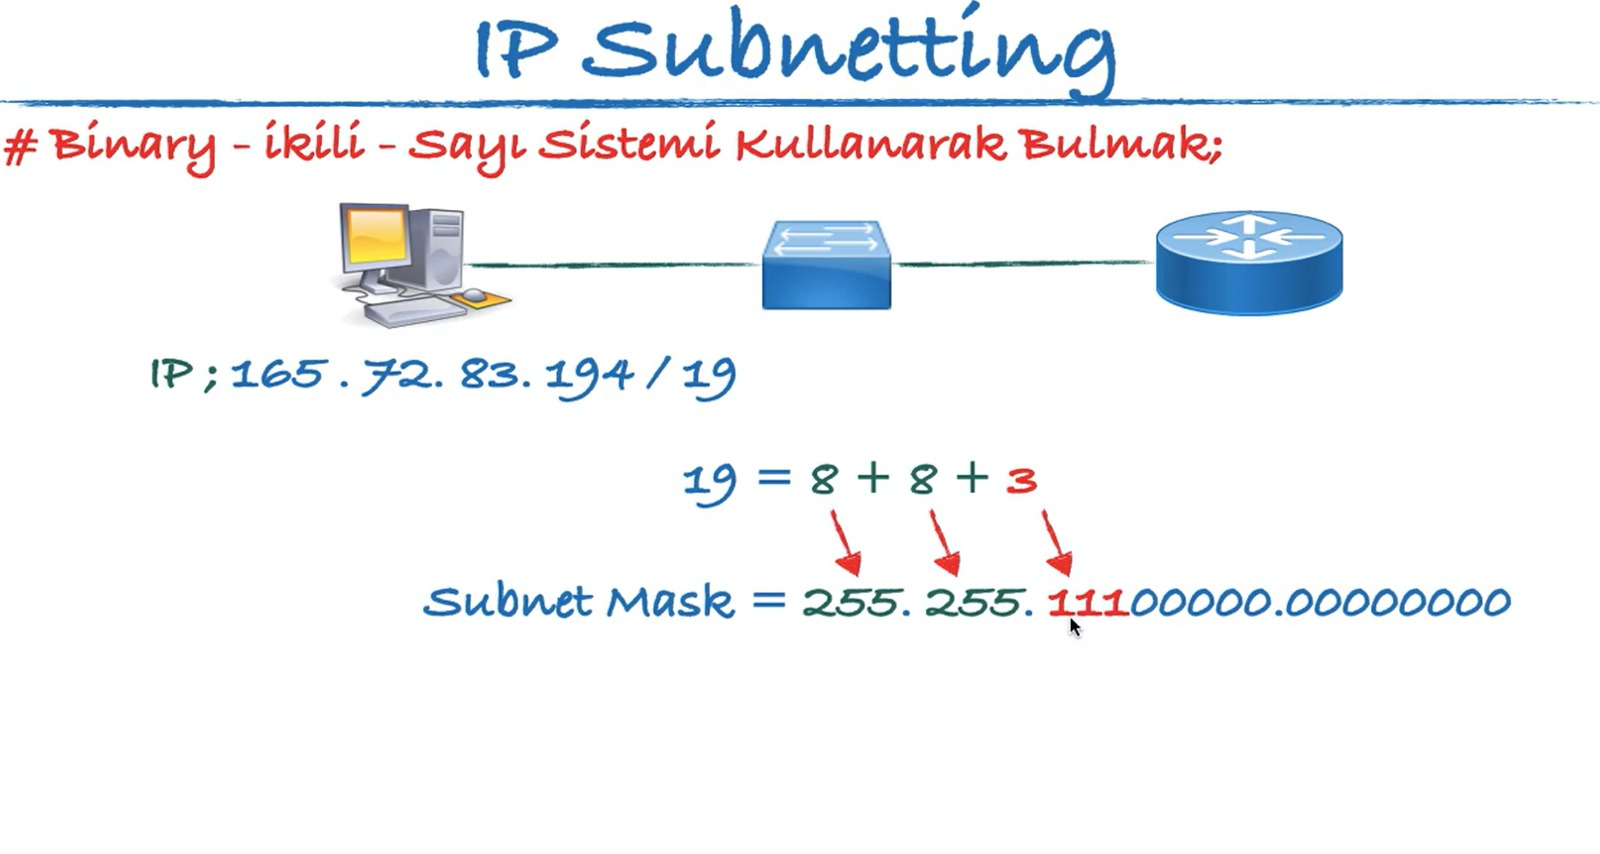 IP Subnetting
# Binary - ikili - Sayı Sistemi Kullanarak Bulmak;
IP ; 165 . 72. 83. 194 / 19
19 = 8 + 8 + 3
Subnet Mask = 255. 255. 11100000.00000000